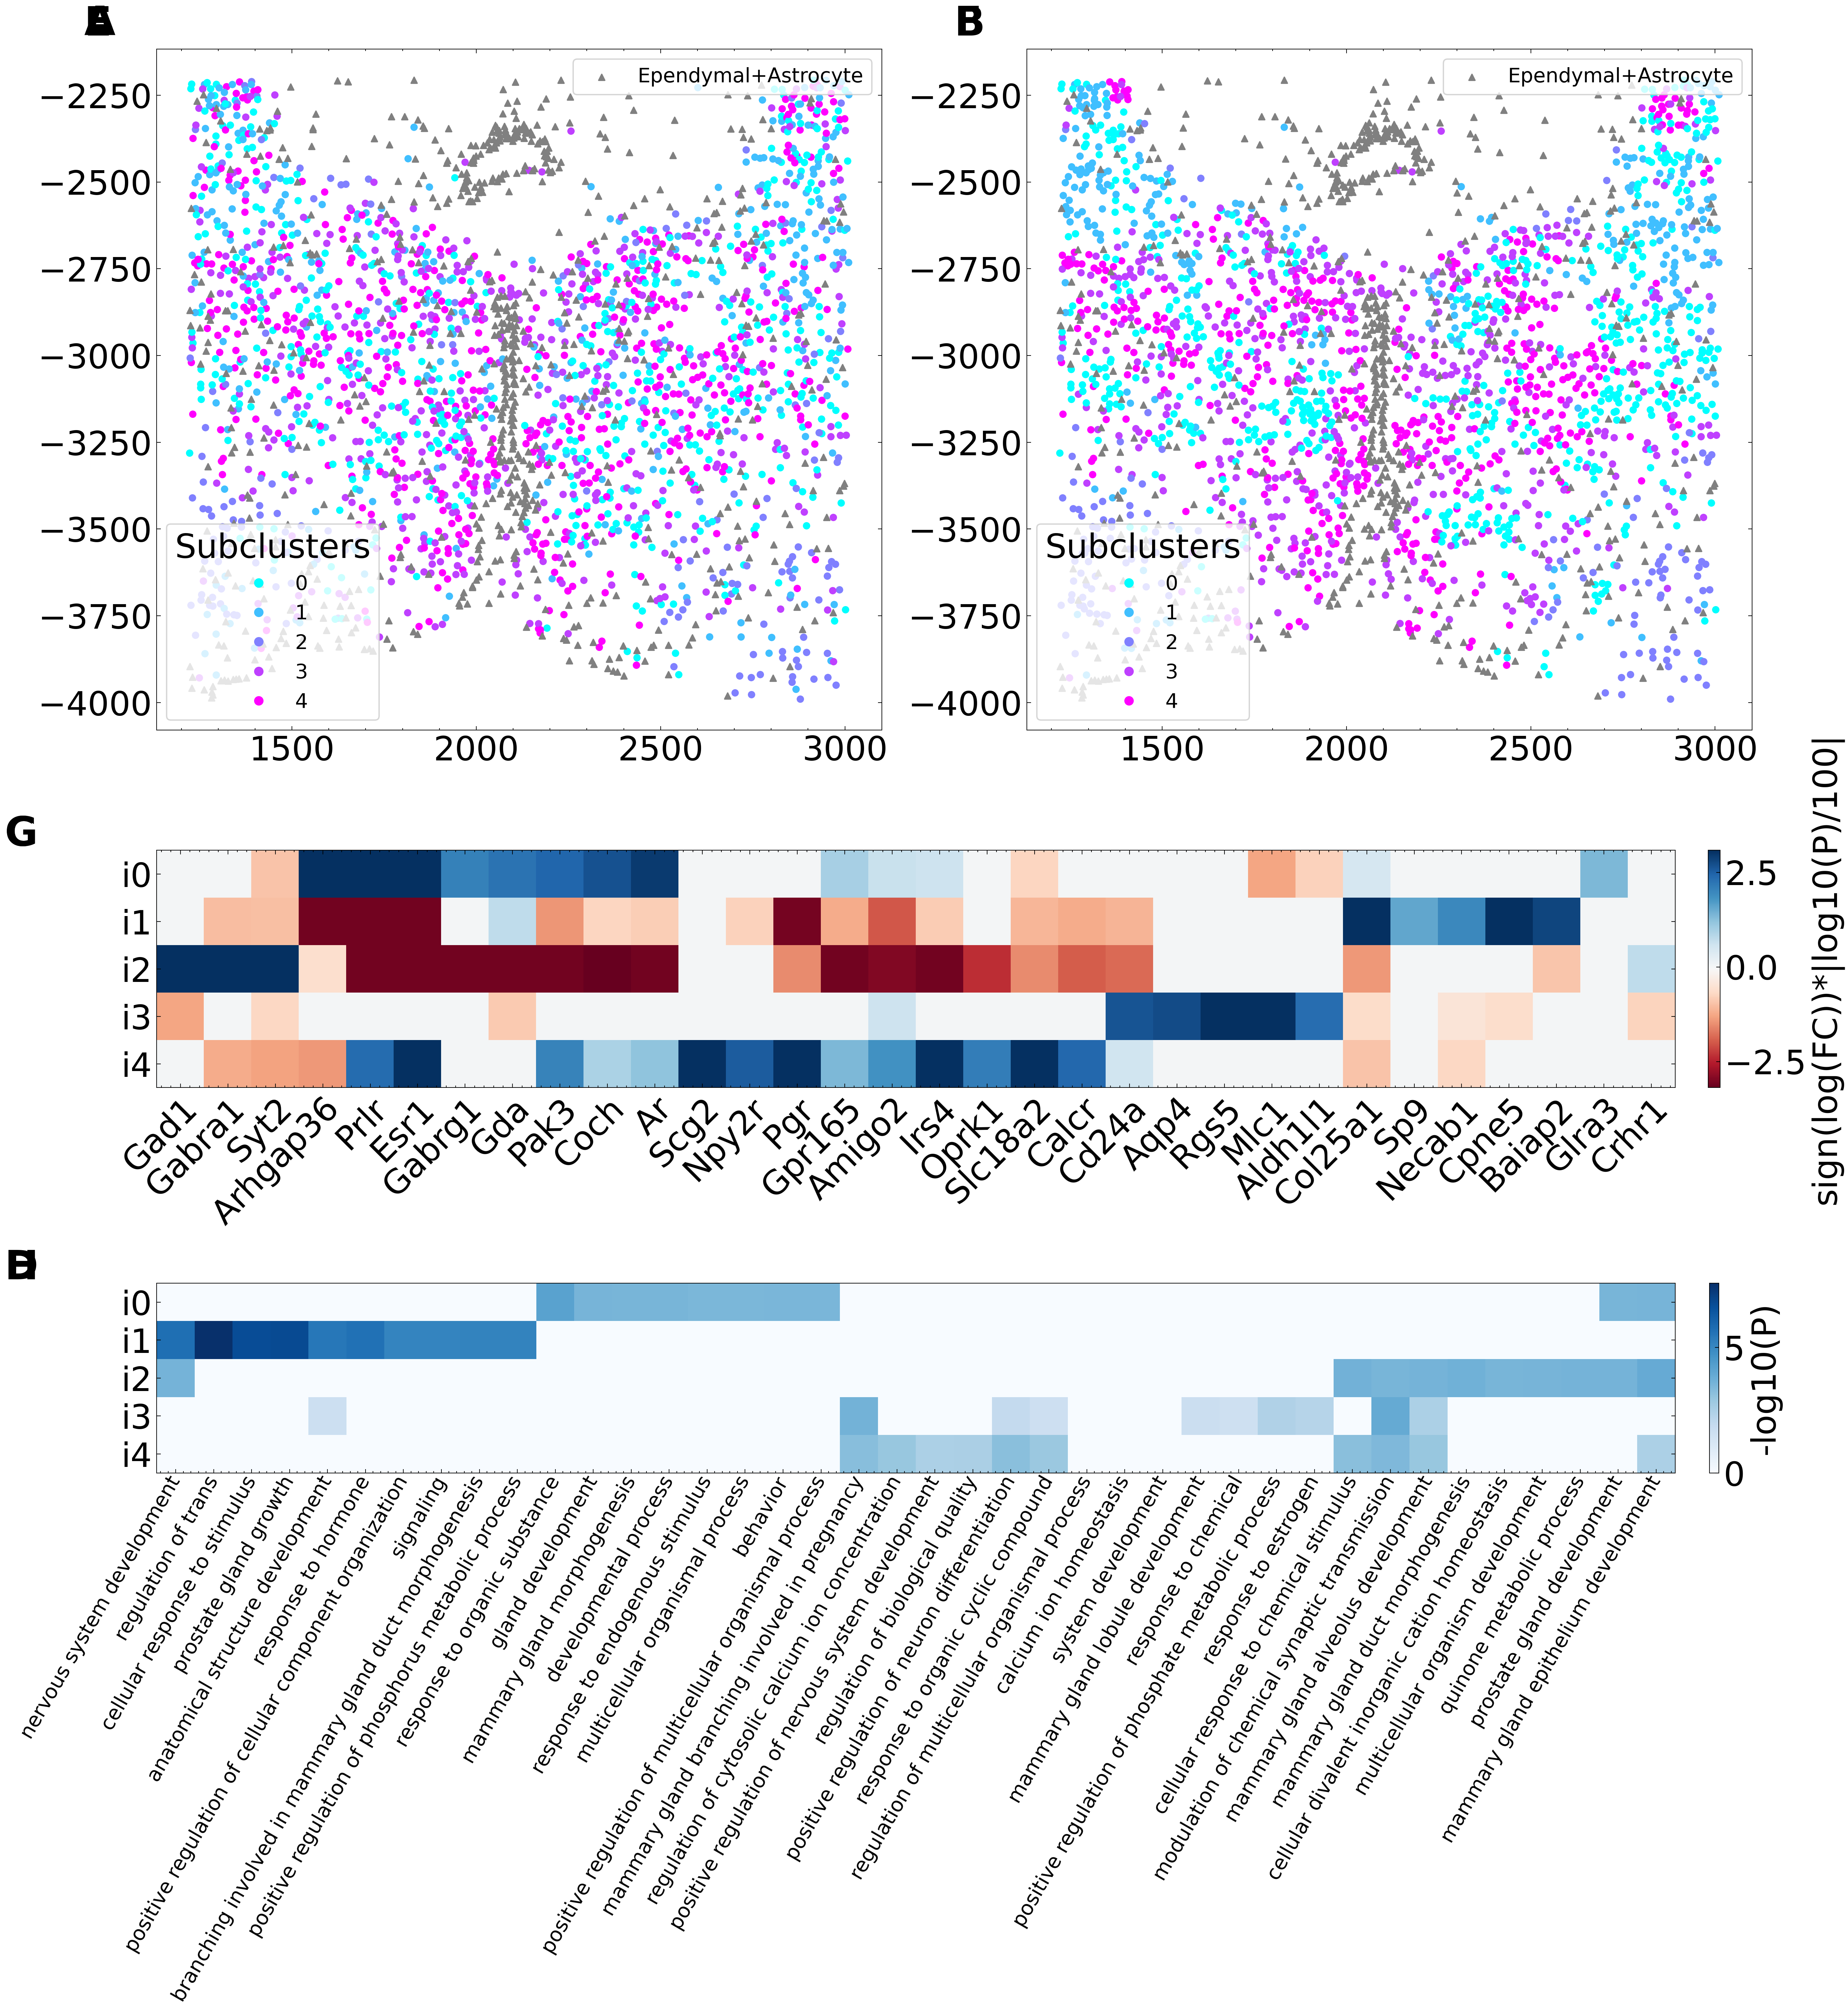 B
Ependymal+Astrocyte
−2250
−2500
−2750
−3000
−3250
−3500
−3750
−4000
Subclusters
0
1
2
3
4
1500 2000 2500 3000
Ependymal+Astrocyte
−2250
−2500
−2750
−3000
−3250
−3500
−3750
−4000
Subclusters
0
1
2
3
4
1500 2000 2500 3000
G
i0
i1
i2
i3
i4
Gad1
Gabra1
Syt2
Arhgap36
Prlr
Esr1
Gabrg1
Gda
Pak3
Coch
Ar
Scg2
Npy2r
Pgr
Gpr165
Amigo2
Irs4
Oprk1
Slc18a2
Calcr
Cd24a
Aqp4
Rgs5
Mlc1
Aldh1l1
Col25a1
Sp9
Necab1
Cpne5
Baiap2
Glra3
Crhr1
2.5
0.0
−2.5
sign(log(FC))*|log10(P)/100|
i0
i1
i2
i3
i4
nervous system development
regulation of trans
cellular response to stimulus
prostate gland growth
anatomical structure development
response to hormone
positive regulation of cellular component organization
signaling
branching involved in mammary gland duct morphogenesis
positive regulation of phosphorus metabolic process
response to organic substance
gland development
mammary gland morphogenesis
developmental process
response to endogenous stimulus
multicellular organismal process
behavior
positive regulation of multicellular organismal process
mammary gland branching involved in pregnancy
regulation of cytosolic calcium ion concentration
positive regulation of nervous system development
regulation of biological quality
positive regulation of neuron differentiation
response to organic cyclic compound
regulation of multicellular organismal process
calcium ion homeostasis
system development
mammary gland lobule development
response to chemical
positive regulation of phosphate metabolic process
response to estrogen
cellular response to chemical stimulus
modulation of chemical synaptic transmission
mammary gland alveolus development
mammary gland duct morphogenesis
cellular divalent inorganic cation homeostasis
multicellular organism development
quinone metabolic process
prostate gland development
mammary gland epithelium development
5
0
-log10(P)